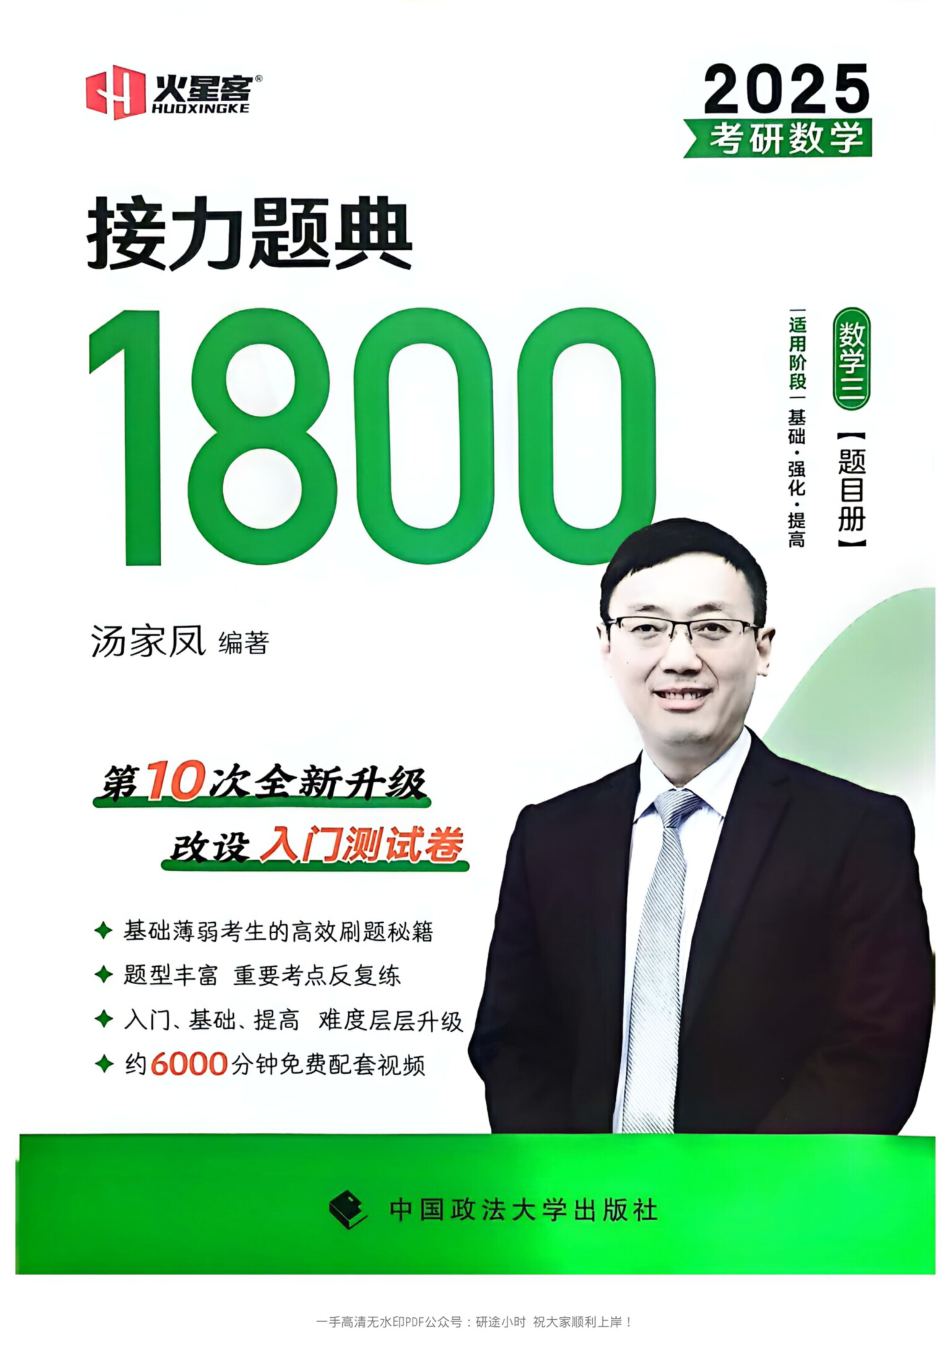 火星客®
HUOXINGKE
2025
考研数学
接力题典
1800
数学三
【题目册】
|适用阶段| 基础·强化·提高
汤家凤 编著
第10次全新升级
改设 入门测试卷
基础薄弱考生的高效刷题秘籍
题型丰富 重要考点反复练
入门、基础、提高 难度层层升级
约6000分钟免费配套视频
中国政法大学出版社
一手高清无水印PDF公众号：研途小时 祝大家顺利上岸！